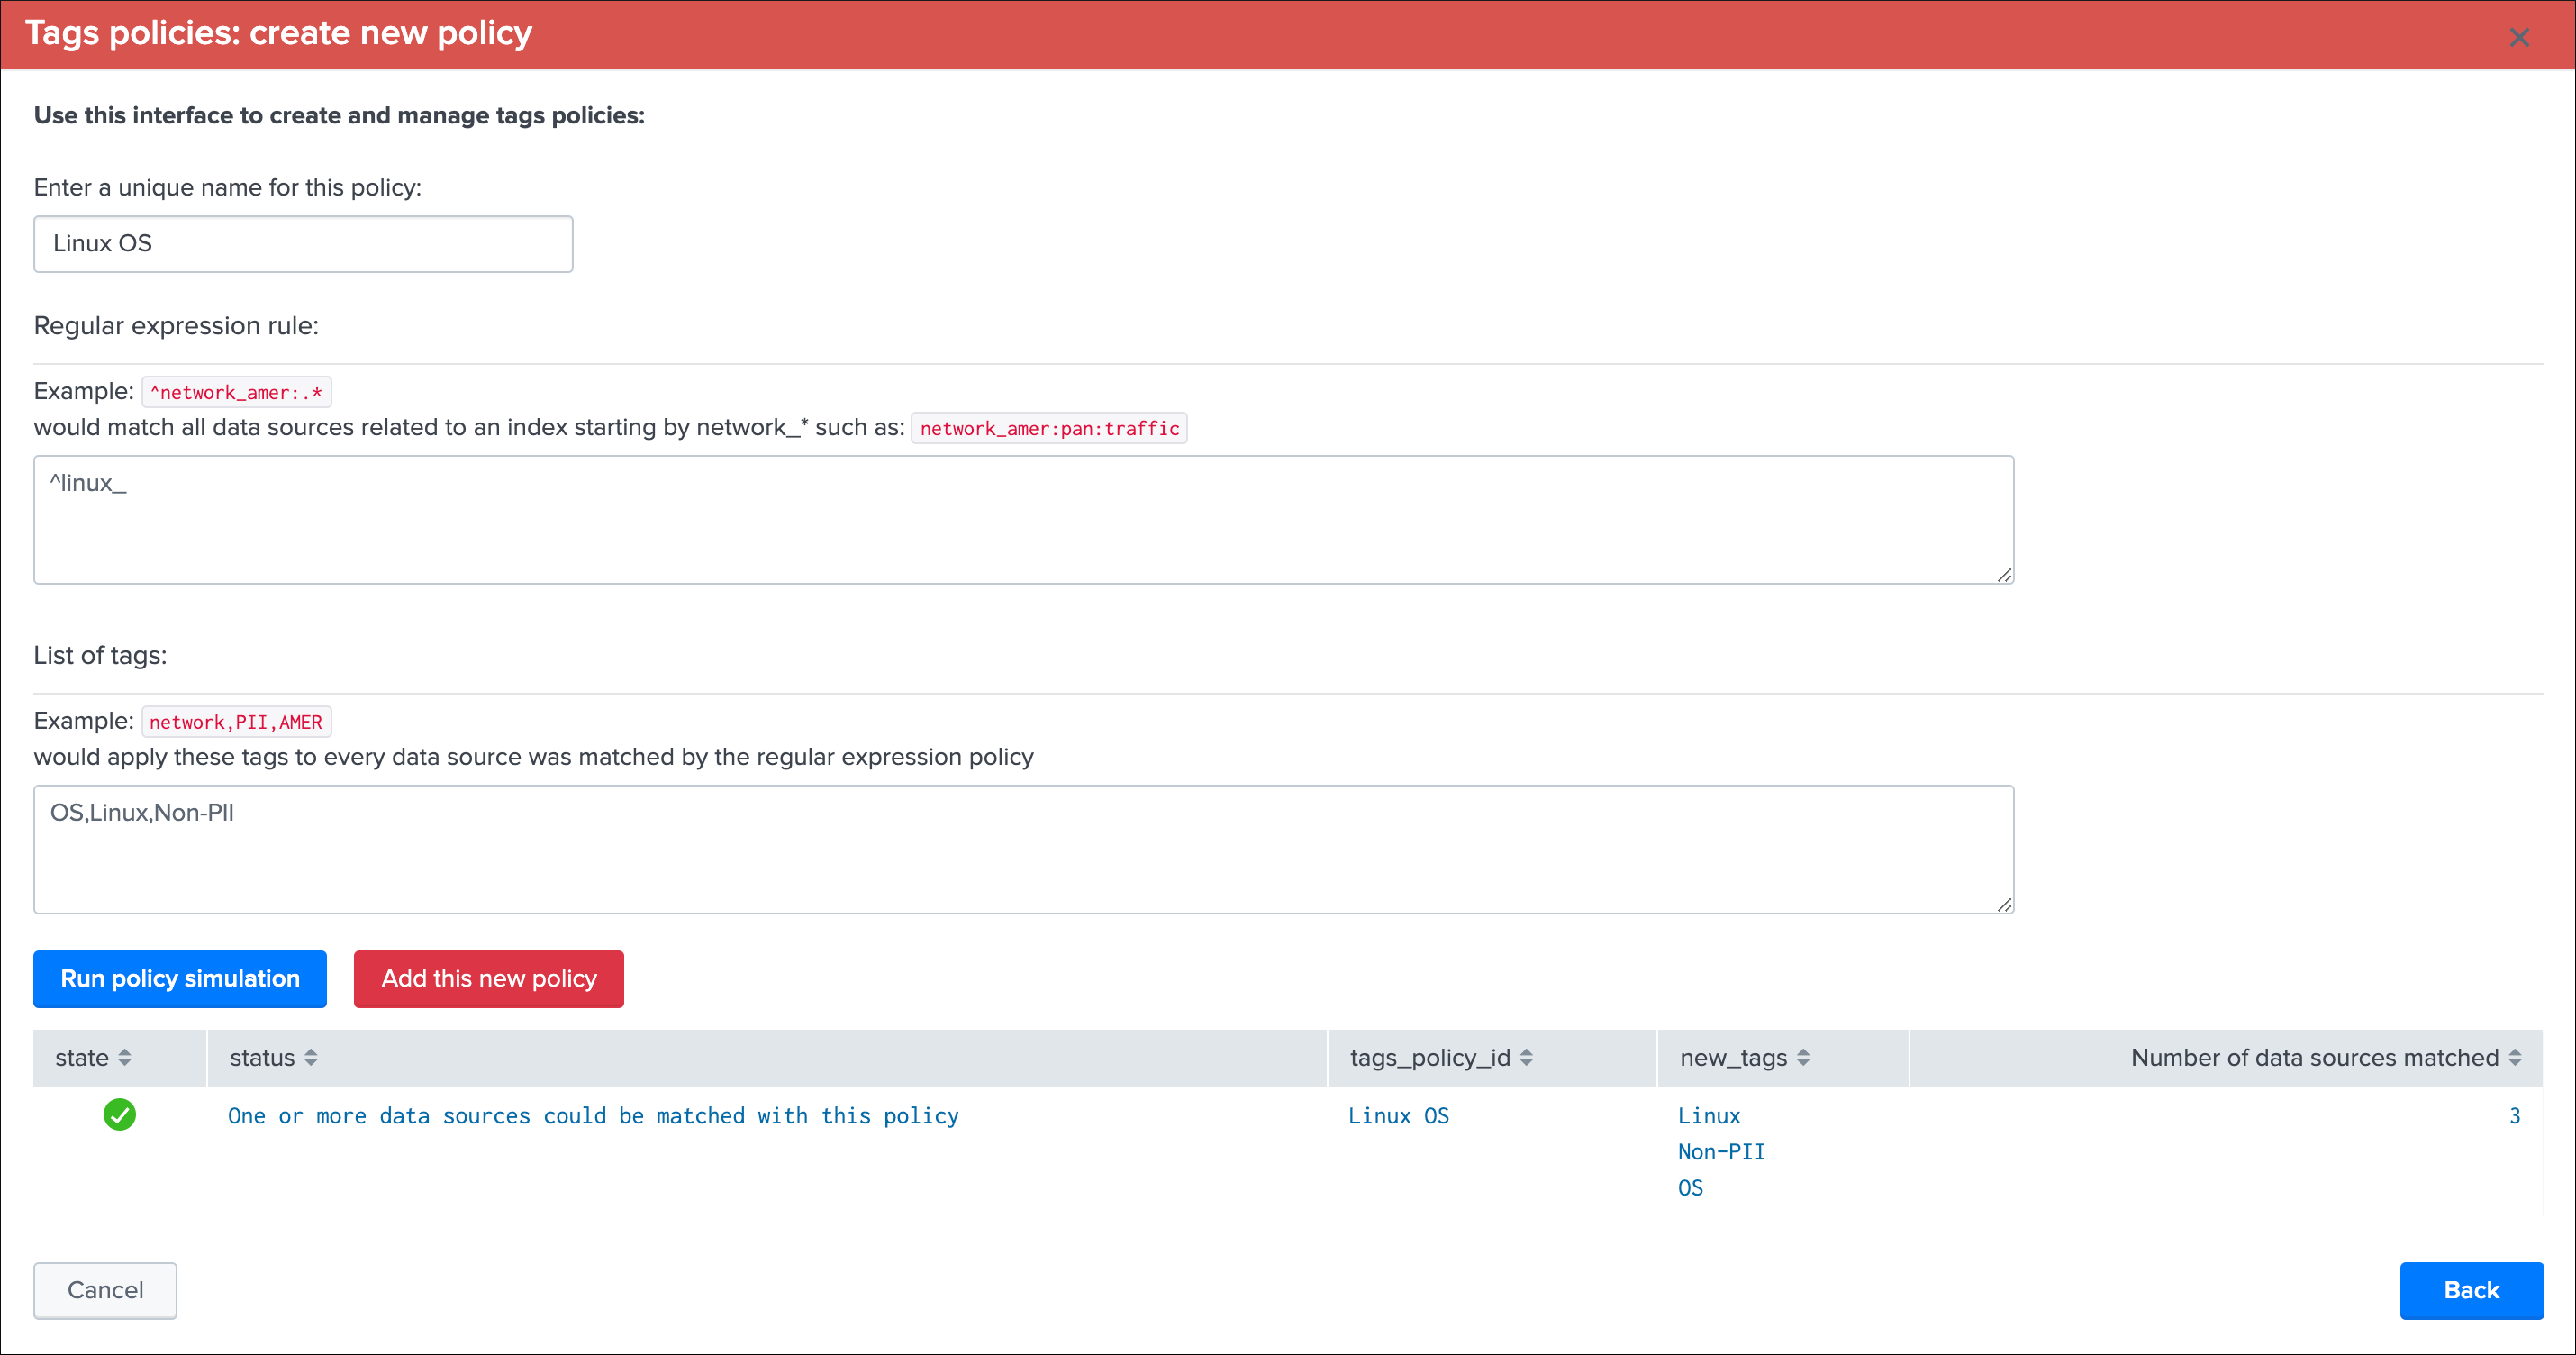 Tags policies: create new policy
Use this interface to create and manage tags policies:
Enter a unique name for this policy:
Linux OS
Regular expression rule:
Example: ^network_amer:.*
would match all data sources related to an index starting by network_* such as: network_amer:pan:traffic
^linux_
List of tags:
Example: network,PII,AMER
would apply these tags to every data source was matched by the regular expression policy
OS,Linux,Non-PII
Run policy simulation Add this new policy
state status tags_policy_id new_tags Number of data sources matched
One or more data sources could be matched with this policy Linux OS Linux 3
Non-PII
OS
Cancel Back